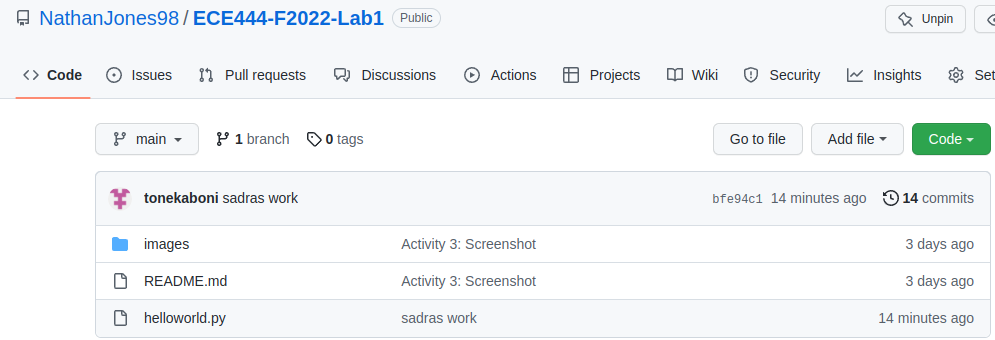 NathanJones98 / ECE444-F2022-Lab1 Public Unpin
Code Issues Pull requests Discussions Actions Projects Wiki Security Insights Set
main 1 branch 0 tags Go to file Add file Code
tonekaboni sadras work bfe94c1 14 minutes ago 14 commits
images Activity 3: Screenshot 3 days ago
README.md Activity 3: Screenshot 3 days ago
helloworld.py sadras work 14 minutes ago